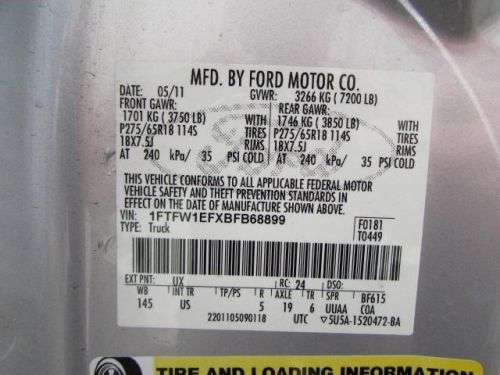 MFD. BY FORD MOTOR CO.
DATE: 05/11 GVWR: 3266 KG ( 7200 LB)
FRONT GAWR: REAR GAWR:
1701 KG ( 3750 LB) WITH 1746 KG ( 3850 LB) WITH
P275/65R18 114S TIRES P275/65R18 114S TIRES
18X7.5J RIMS 18X7.5J RIMS
AT 240 kPa/ 35 PSI COLD AT 240 kPa/ 35 PSI COLD
THIS VEHICLE CONFORMS TO ALL APPLICABLE FEDERAL MOTOR
VEHICLE SAFETY AND THEFT PREVENTION STANDARDS IN
EFFECT ON THE DATE OF MANUFACTURE SHOWN ABOVE.
VIN: 1FTFW1EFXBFB68899 F0181
TYPE: Truck T0449
EXT PNT: UX RC: 24 DSO:
WB INT TR TP/PS R AXLE TR SPR BF615
145 US 5 19 6 UUAA COA
2201105090118 UTC 5U5A-1520472-BA
Ford
TIRE AND LOADING INFORMATION